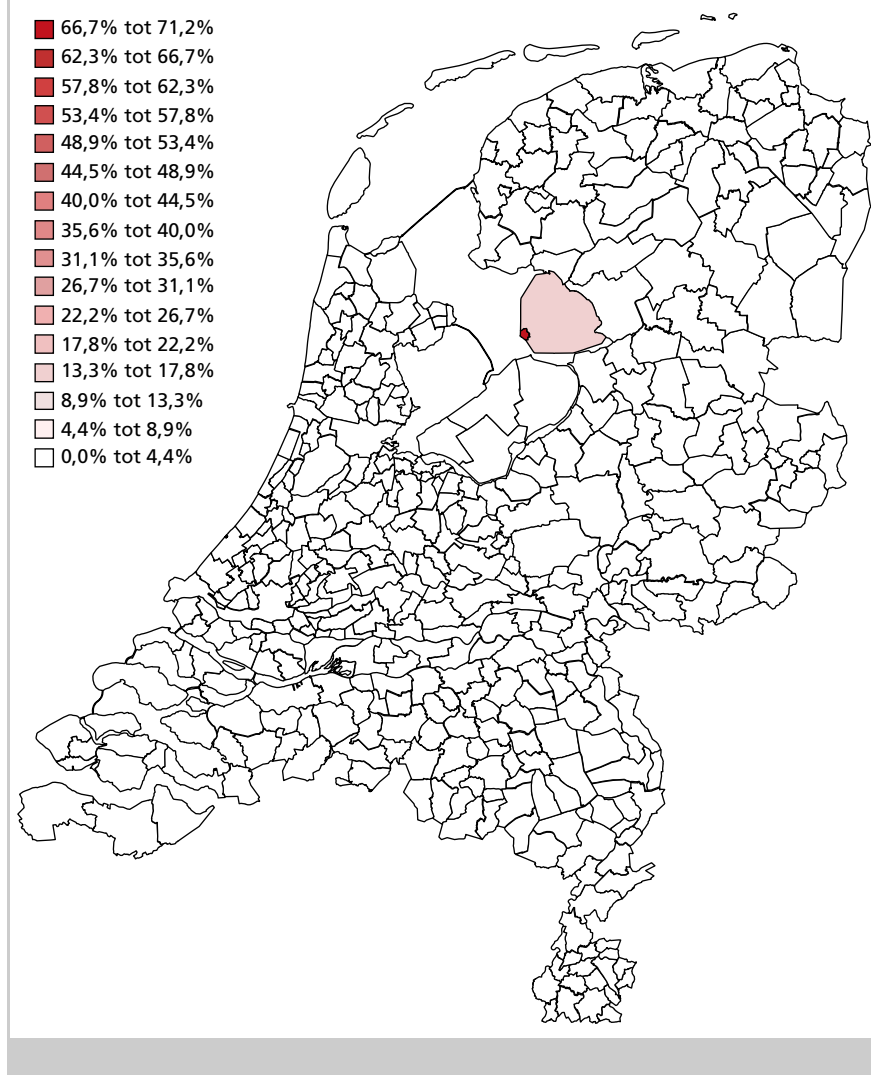 66,7% tot 71,2%
62,3% tot 66,7%
57,8% tot 62,3%
53,4% tot 57,8%
48,9% tot 53,4%
44,5% tot 48,9%
40,0% tot 44,5%
35,6% tot 40,0%
31,1% tot 35,6%
26,7% tot 31,1%
22,2% tot 26,7%
17,8% tot 22,2%
13,3% tot 17,8%
8,9% tot 13,3%
4,4% tot 8,9%
0,0% tot 4,4%